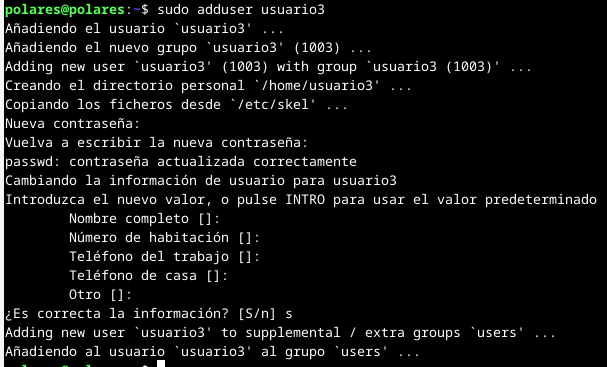 polares@polares:~$ sudo adduser usuario3
Añadiendo el usuario `usuario3' ...
Añadiendo el nuevo grupo `usuario3' (1003) ...
Adding new user `usuario3' (1003) with group `usuario3 (1003)' ...
Creando el directorio personal `/home/usuario3' ...
Copiando los ficheros desde `/etc/skel' ...
Nueva contraseña:
Vuelva a escribir la nueva contraseña:
passwd: contraseña actualizada correctamente
Cambiando la información de usuario para usuario3
Introduzca el nuevo valor, o pulse INTRO para usar el valor predeterminado
Nombre completo []:
Número de habitación []:
Teléfono del trabajo []:
Teléfono de casa []:
Otro []:
¿Es correcta la información? [S/n] s
Adding new user `usuario3' to supplemental / extra groups `users' ...
Añadiendo al usuario `usuario3' al grupo `users' ...